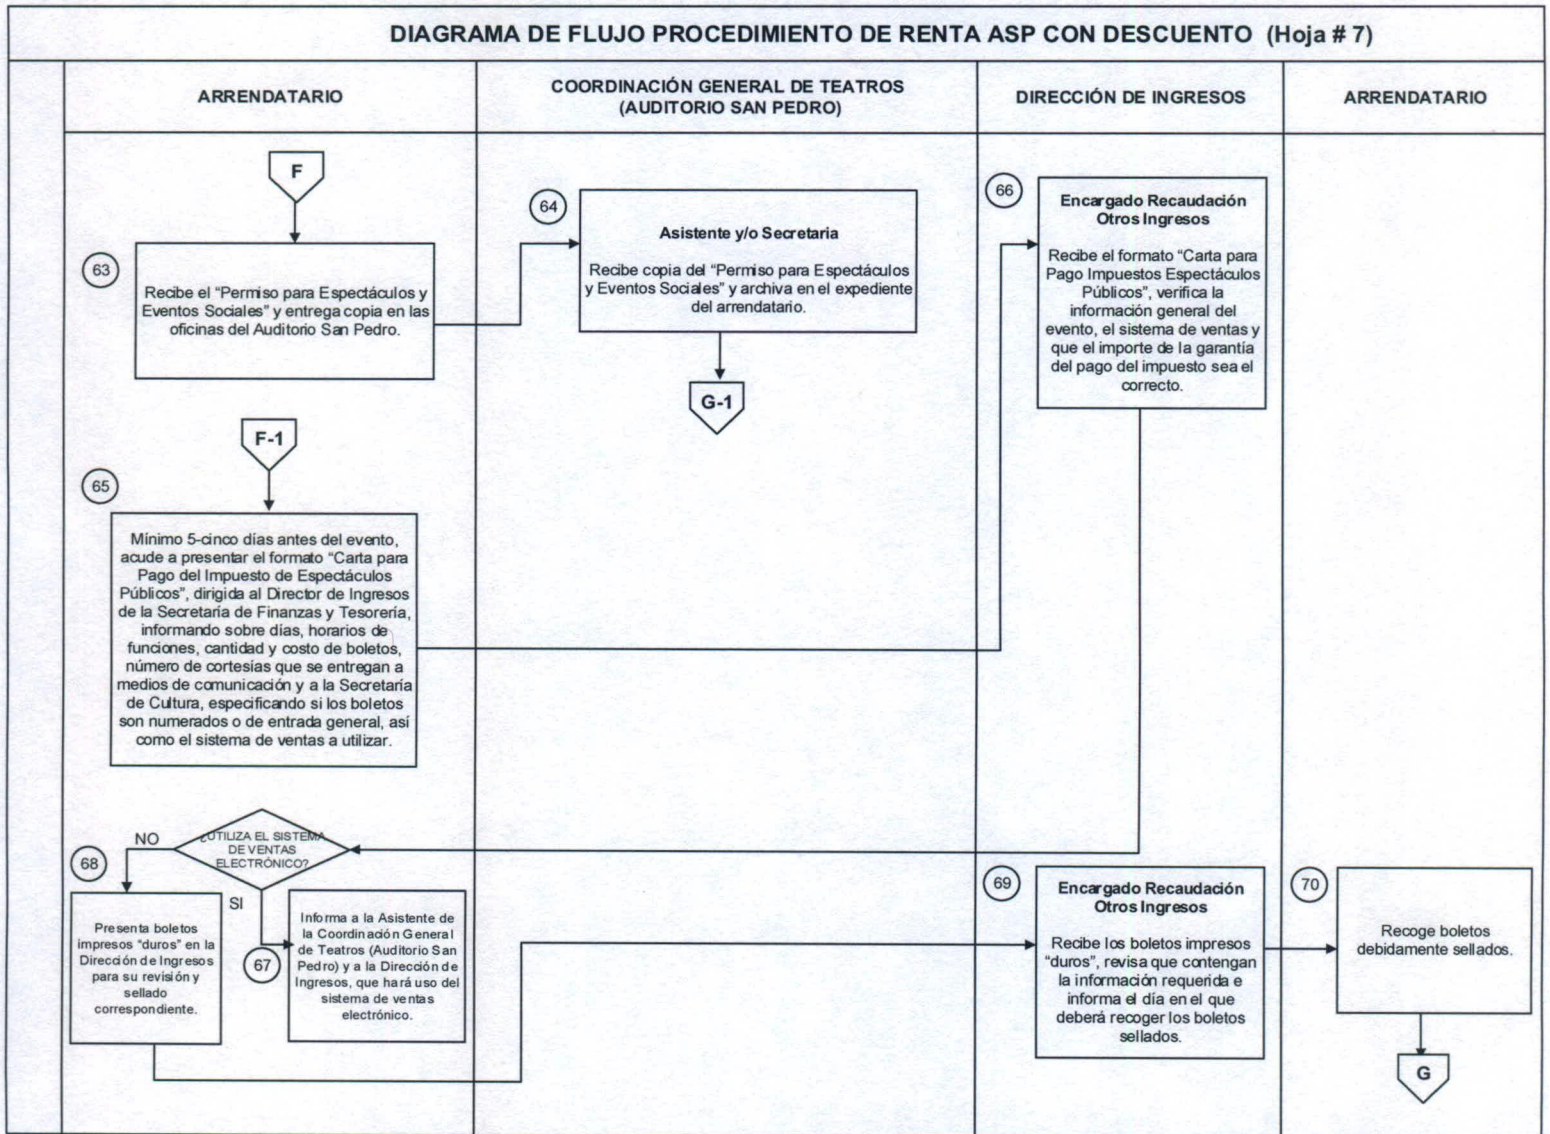 DIAGRAMA DE FLUJO PROCEDIMIENTO DE RENTA ASP CON DESCUENTO (Hoja # 7)
ARRENDATARIO
COORDINACIÓN GENERAL DE TEATROS
(AUDITORIO SAN PEDRO)
DIRECCIÓN DE INGRESOS
ARRENDATARIO
F
63
Recibe el “Permiso para Espectáculos y
Eventos Sociales” y entrega copia en las
oficinas del Auditorio San Pedro.
64
Asistente y/o Secretaria
Recibe copia del “Permiso para Espectáculos
y Eventos Sociales” y archiva en el expediente
del arrendatario.
G-1
66
Encargado Recaudación
Otros Ingresos
Recibe el formato “Carta para
Pago Impuestos Espectáculos
Públicos”, verifica la
información general del
evento, el sistema de ventas y
que el importe de la garantía
del pago del impuesto sea el
correcto.
F-1
65
Mínimo 5-cinco días antes del evento,
acude a presentar el formato “Carta para
Pago del Impuesto de Espectáculos
Públicos”, dirigida al Director de Ingresos
de la Secretaría de Finanzas y Tesorería,
informando sobre días, horarios de
funciones, cantidad y costo de boletos,
número de cortesías que se entregan a
medios de comunicación y a la Secretaría
de Cultura, especificando si los boletos
son numerados o de entrada general, así
como el sistema de ventas a utilizar.
¿UTILIZA EL SISTEMA
DE VENTAS
ELECTRÓNICO?
NO
SI
68
Presenta boletos
impresos “duros” en la
Dirección de Ingresos
para su revisión y
sellado
correspondiente.
67
Informa a la Asistente de
la Coordinación General
de Teatros (Auditorio San
Pedro) y a la Dirección de
Ingresos, que hará uso del
sistema de ventas
electrónico.
69
Encargado Recaudación
Otros Ingresos
Recibe los boletos impresos
“duros”, revisa que contengan
la información requerida e
informa el día en el que
deberá recoger los boletos
sellados.
70
Recoge boletos
debidamente sellados.
G